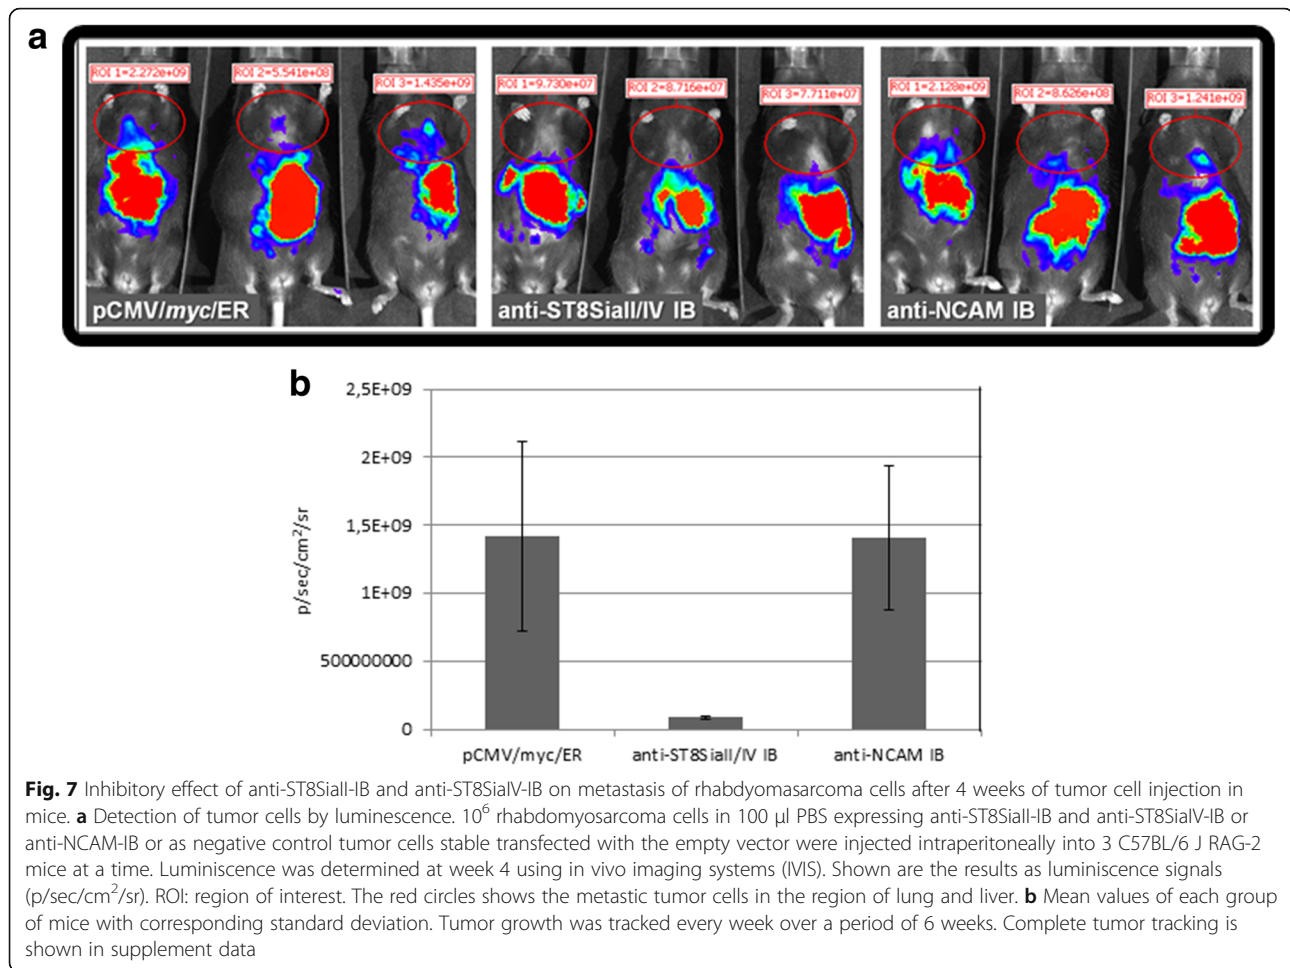 a
ROI 1=2.272e+09
ROI 2=5.541e+08
ROI 3=1.435e+09
ROI 1=9.730e+07
ROI 2=8.716e+07
ROI 3=7.711e+07
ROI 1=2.128e+09
ROI 2=8.626e+08
ROI 3=1.241e+09
pCMV/myc/ER
anti-ST8SiaII/IV IB
anti-NCAM IB
b
p/sec/cm²/sr
2,5E+09
2E+09
1,5E+09
1E+09
500000000
0
pCMV/myc/ER
anti-ST8SiaII/IV IB
anti-NCAM IB
Fig. 7 Inhibitory effect of anti-ST8SiaII-IB and anti-ST8SiaIV-IB on metastasis of rhabdyomasarcoma cells after 4 weeks of tumor cell injection in
mice. a Detection of tumor cells by luminescence. 10⁶ rhabdomyosarcoma cells in 100 μl PBS expressing anti-ST8SiaII-IB and anti-ST8SiaIV-IB or
anti-NCAM-IB or as negative control tumor cells stable transfected with the empty vector were injected intraperitoneally into 3 C57BL/6 J RAG-2
mice at a time. Luminiscence was determined at week 4 using in vivo imaging systems (IVIS). Shown are the results as luminiscence signals
(p/sec/cm²/sr). ROI: region of interest. The red circles shows the metastic tumor cells in the region of lung and liver. b Mean values of each group
of mice with corresponding standard deviation. Tumor growth was tracked every week over a period of 6 weeks. Complete tumor tracking is
shown in supplement data